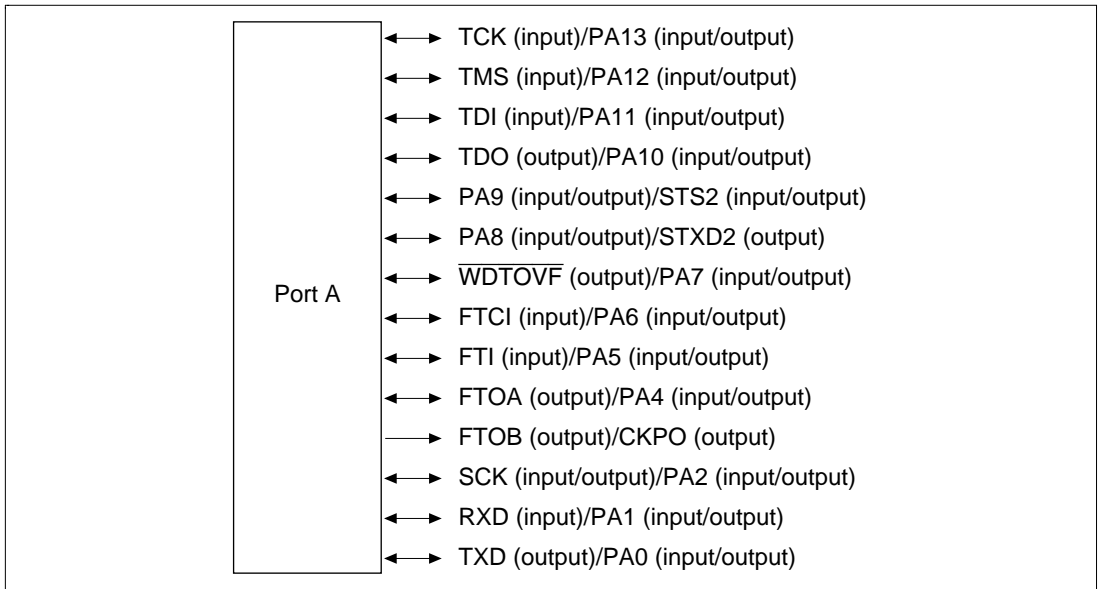 TCK (input)/PA13 (input/output)
TMS (input)/PA12 (input/output)
TDI (input)/PA11 (input/output)
TDO (output)/PA10 (input/output)
PA9 (input/output)/STS2 (input/output)
PA8 (input/output)/STXD2 (output)
Port A
W̅D̅T̅O̅V̅F̅ (output)/PA7 (input/output)
FTCI (input)/PA6 (input/output)
FTI (input)/PA5 (input/output)
FTOA (output)/PA4 (input/output)
FTOB (output)/CKPO (output)
SCK (input/output)/PA2 (input/output)
RXD (input)/PA1 (input/output)
TXD (output)/PA0 (input/output)